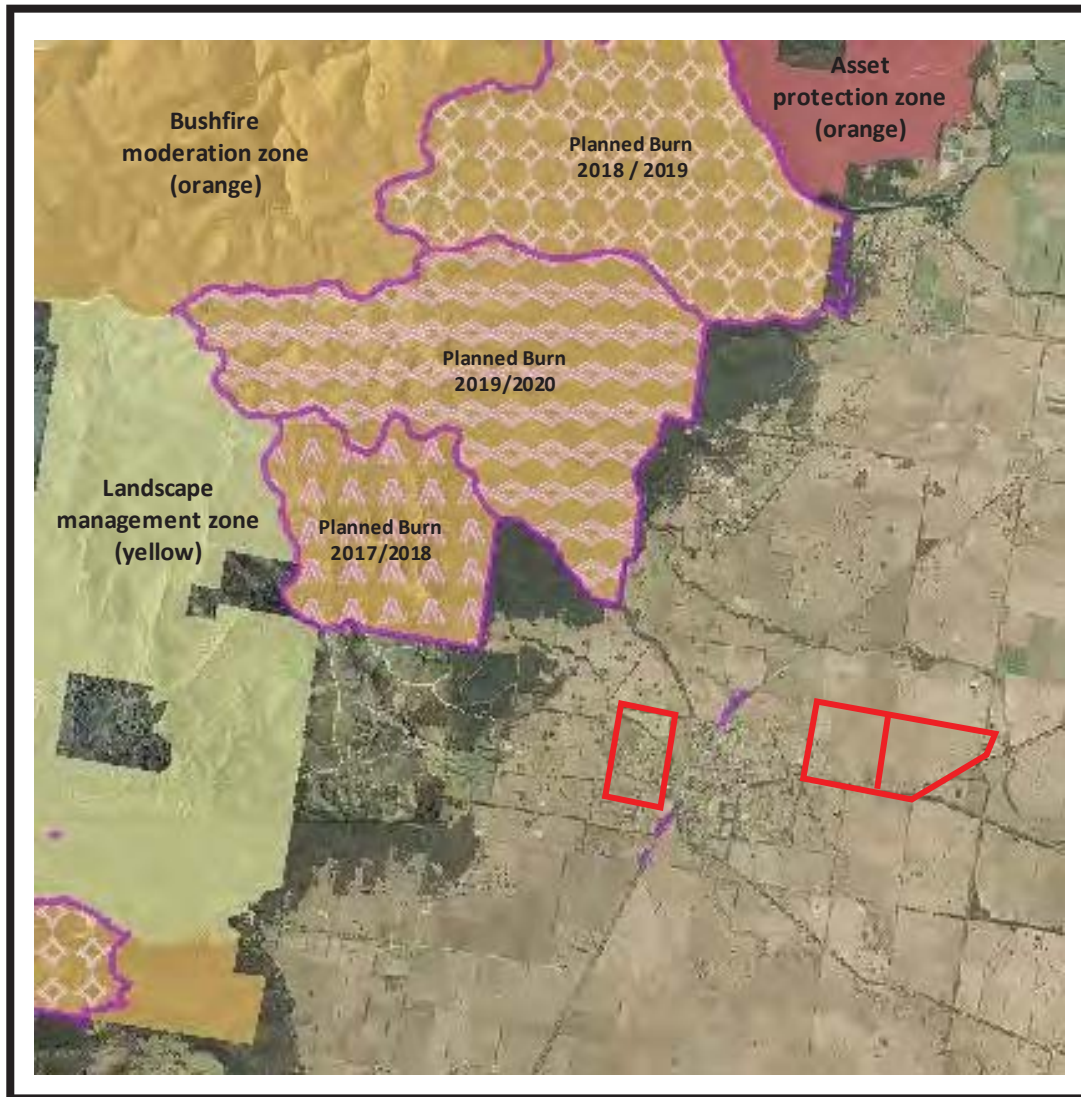 Bushfire
moderation zone
(orange)
Asset
protection zone
(orange)
Planned Burn
2018 / 2019
Planned Burn
2019/2020
Landscape
management zone
(yellow)
Planned Burn
2017/2018